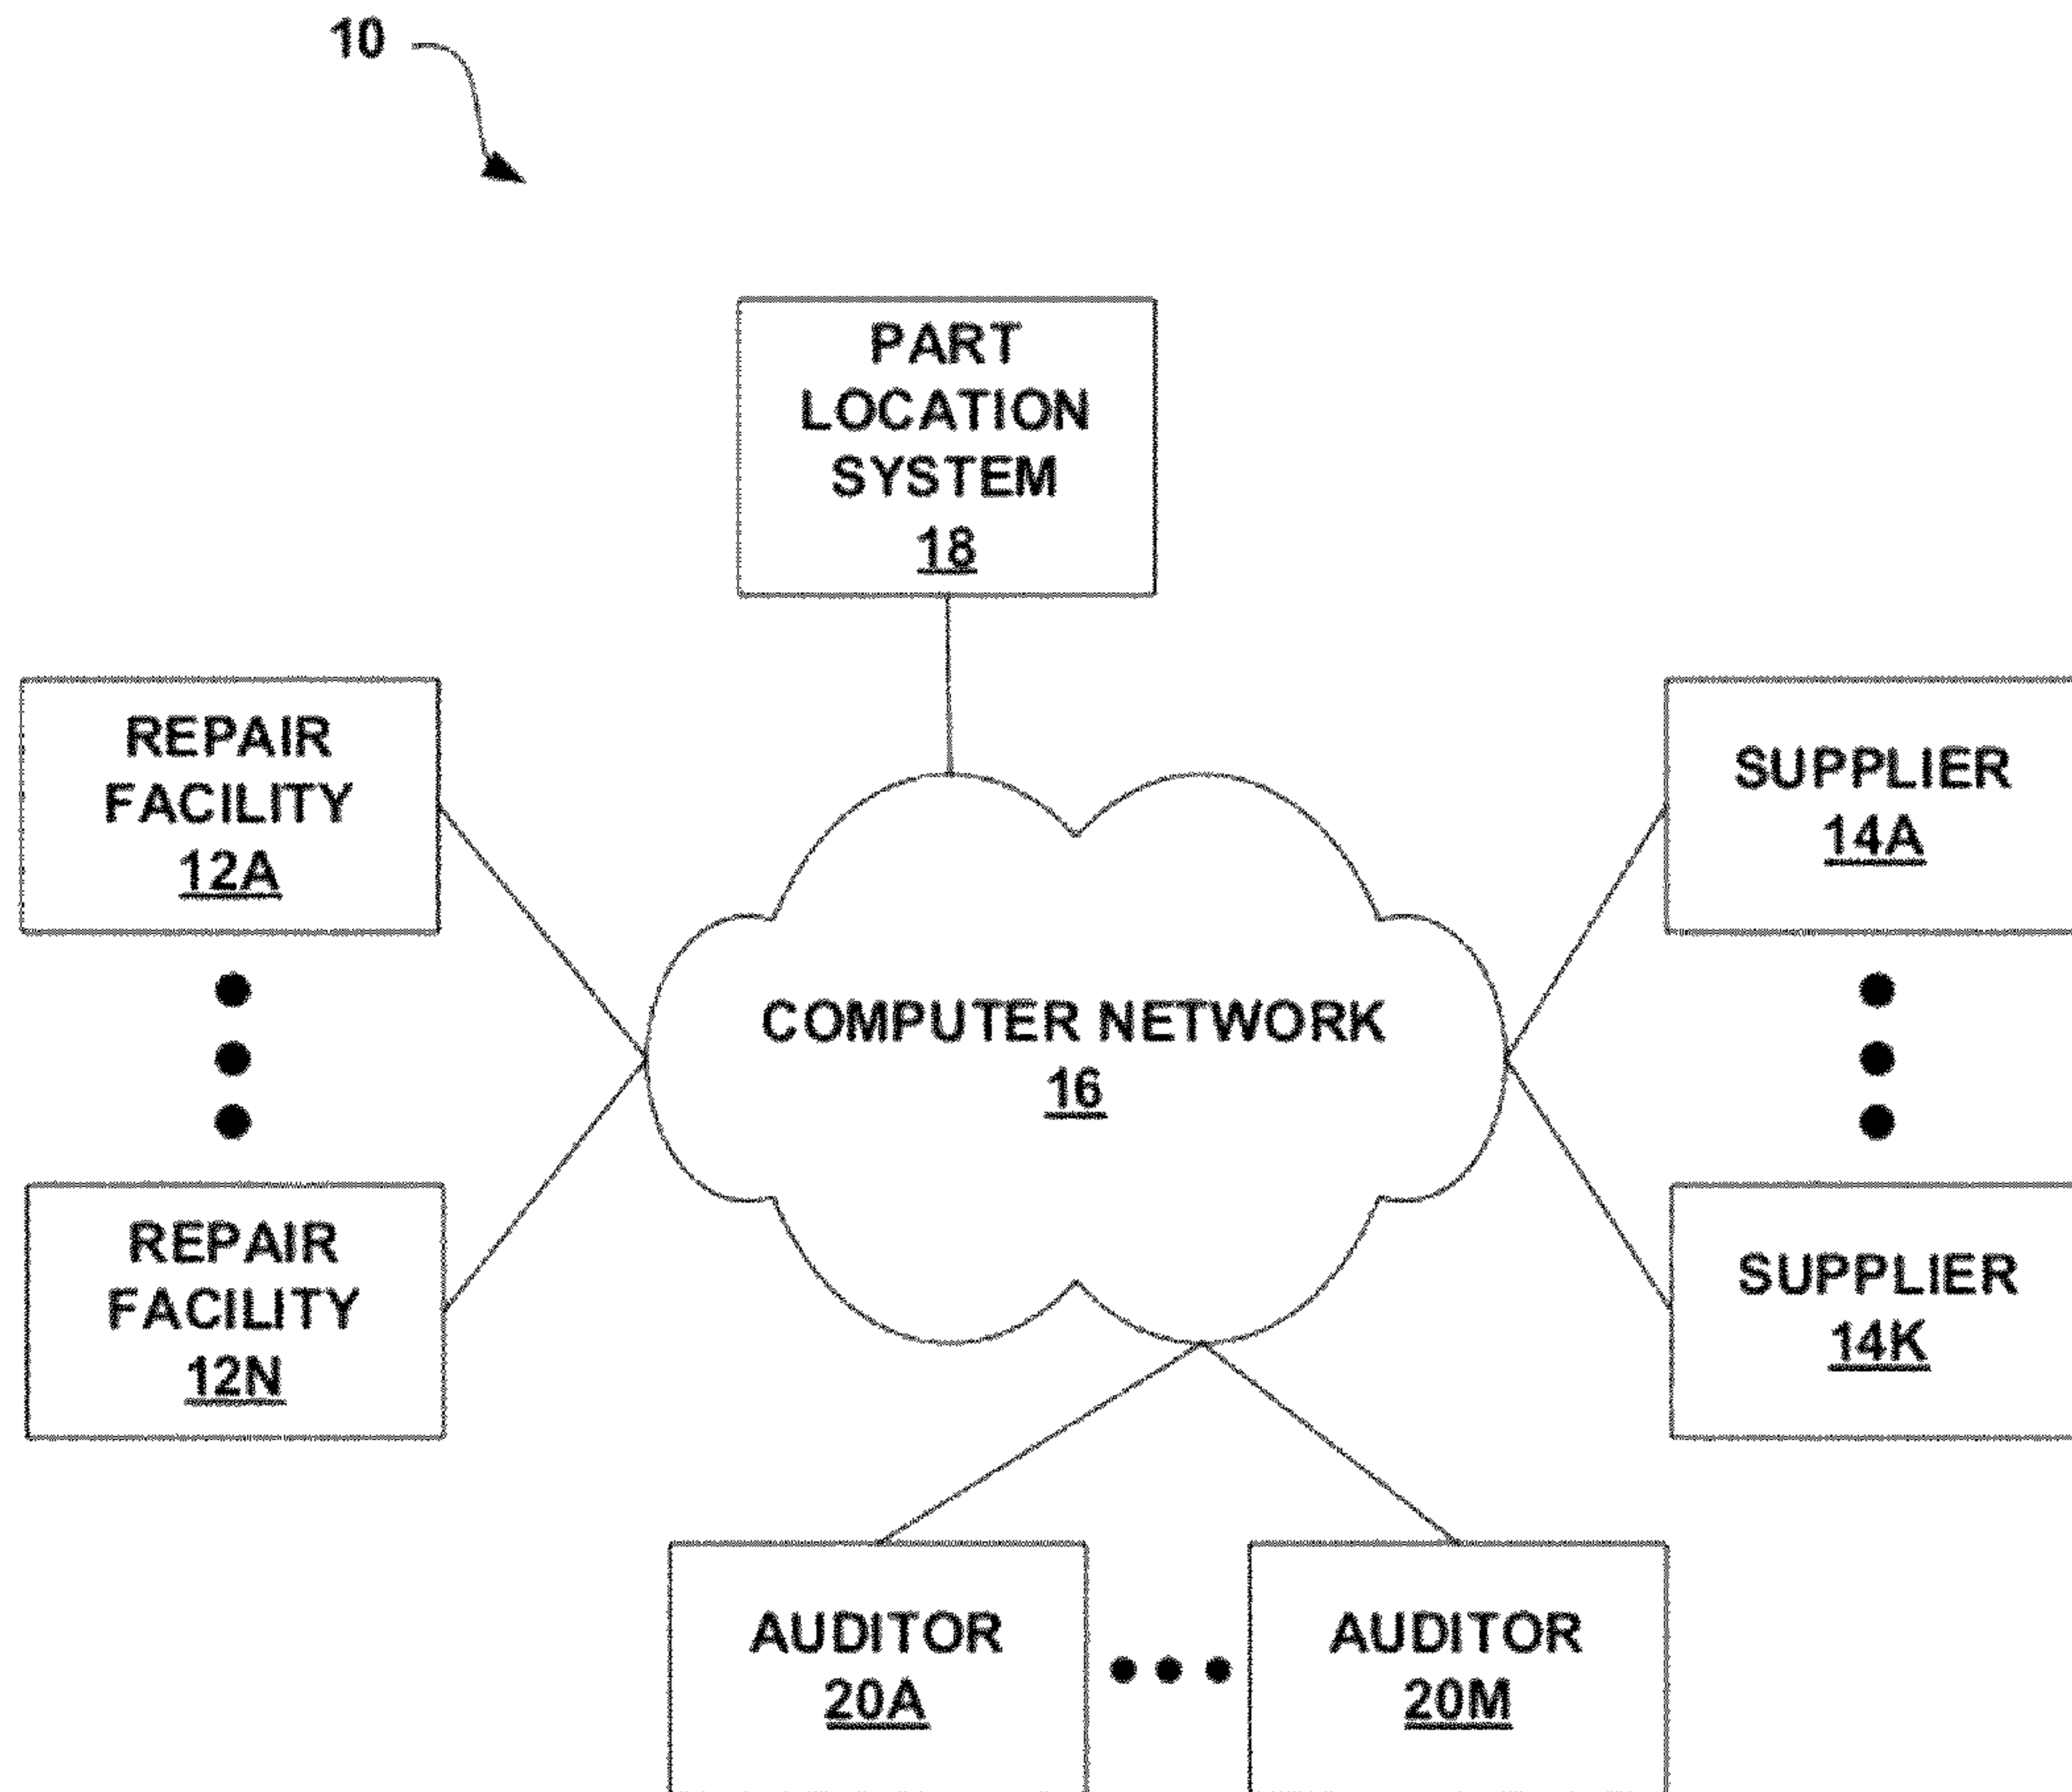 10
PART
LOCATION
SYSTEM
18
REPAIR
FACILITY
12A
SUPPLIER
14A
COMPUTER NETWORK
16
REPAIR
FACILITY
12N
SUPPLIER
14K
AUDITOR
20A
AUDITOR
20M